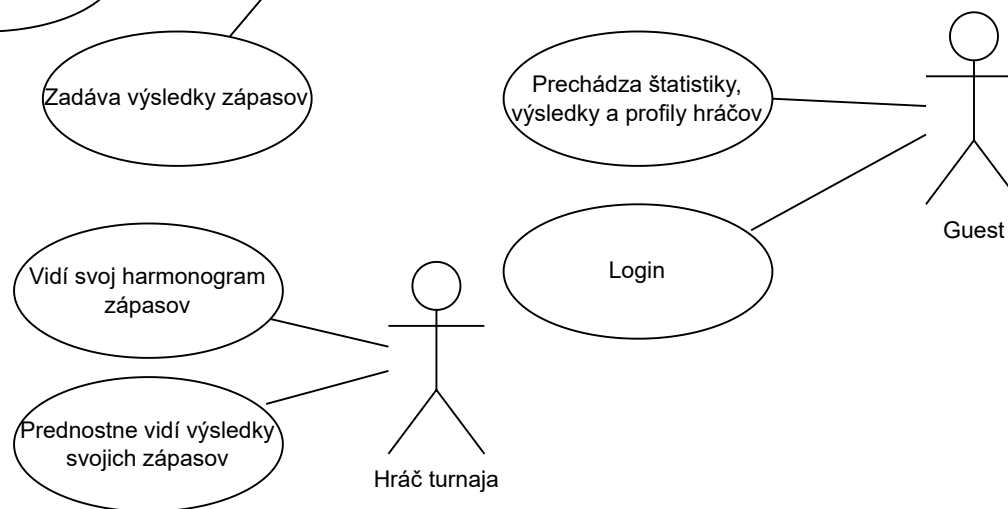 Zadáva výsledky zápasov
Prechádza štatistiky,
výsledky a profily hráčov
Guest
Login
Vidí svoj harmonogram
zápasov
Prednostne vidí výsledky
svojich zápasov
Hráč turnaja